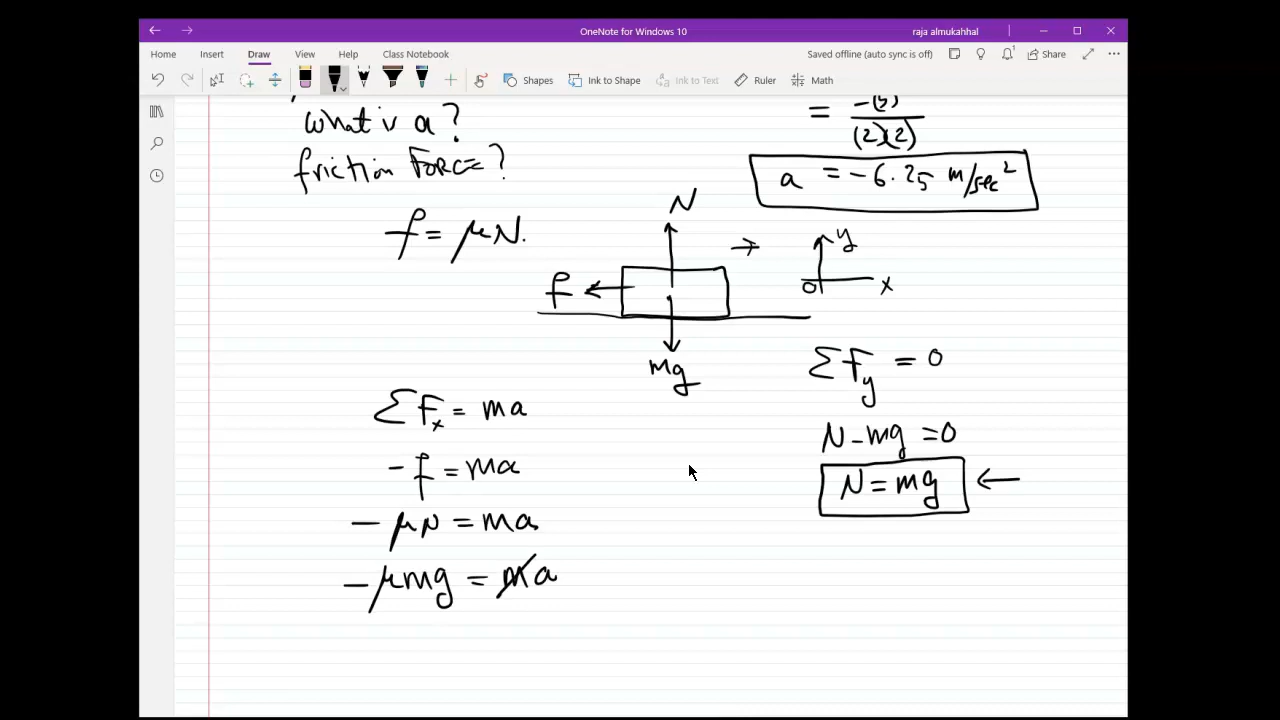 OneNote for Windows 10
raja almukahhal
Home Insert Draw View Help Class Notebook
Saved offline (auto sync is off)
Share
Shapes Ink to Shape Ink to Text Ruler Math
What is a?
friction FORCE?
f = μN.
= -(5) / (2)(2)
a = -6.25 m/sec²
N
f
mg
y
x
0
ΣFy = 0
N - mg = 0
N = mg ←
ΣFx = ma
-f = ma
-μN = ma
-μmg = ma